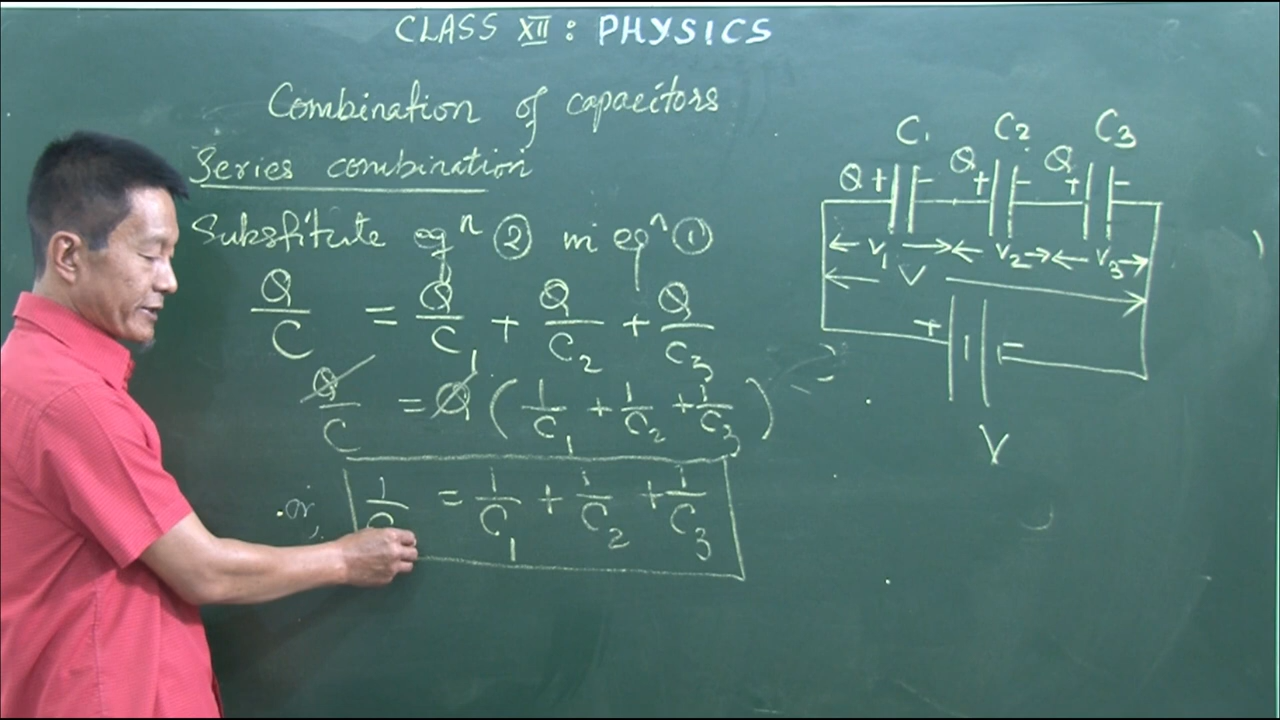 CLASS XII : PHYSICS
Combination of capacitors
Series combination
Substitute eqn ② in eqn ①
Q/C = Q/C1 + Q/C2 + Q/C3
Q/C = Q (1/C1 + 1/C2 + 1/C3)
or, 1/C = 1/C1 + 1/C2 + 1/C3
C1 C2 C3
Q + - Q + - Q + -
V1 V2 V3
V
+ -
V